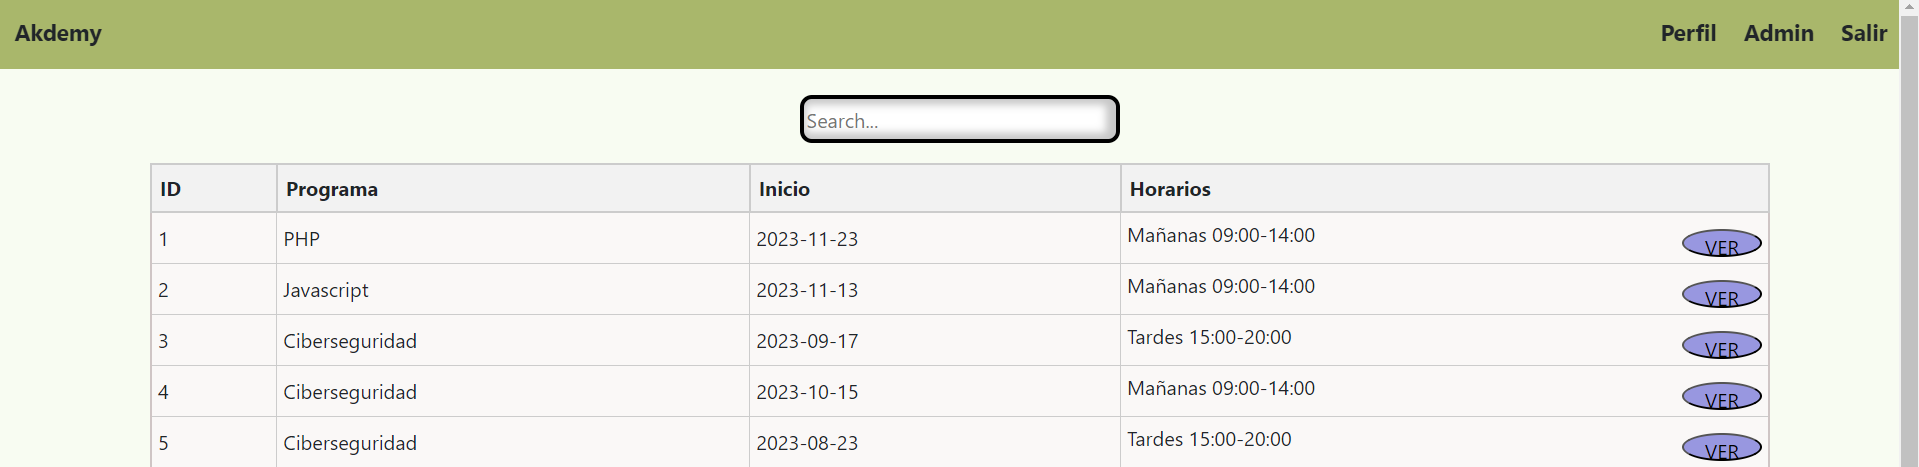 Akdemy Perfil Admin Salir
Search...
ID Programa Inicio Horarios
1 PHP 2023-11-23 Mañanas 09:00-14:00 VER
2 Javascript 2023-11-13 Mañanas 09:00-14:00 VER
3 Ciberseguridad 2023-09-17 Tardes 15:00-20:00 VER
4 Ciberseguridad 2023-10-15 Mañanas 09:00-14:00 VER
5 Ciberseguridad 2023-08-23 Tardes 15:00-20:00 VER